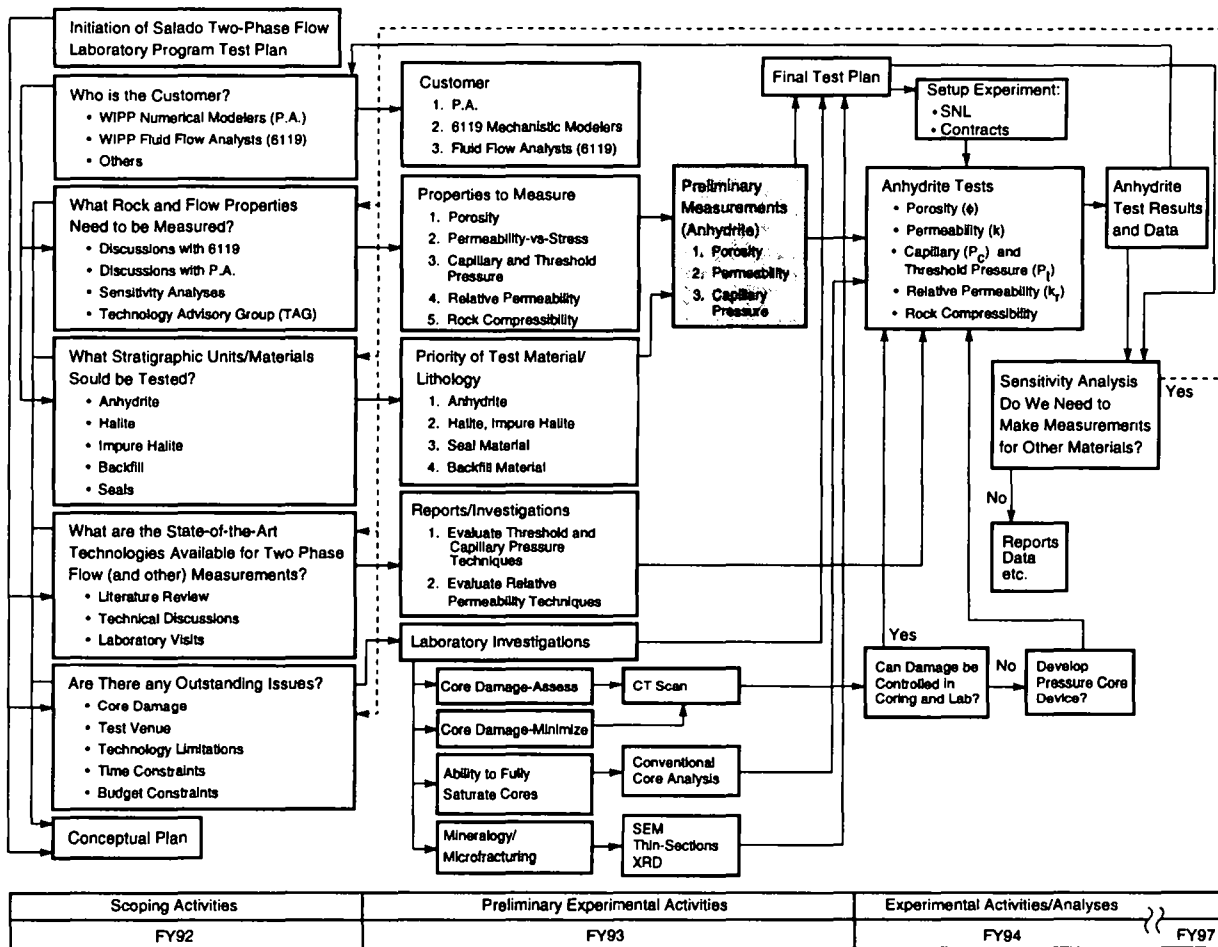 Initiation of Salado Two-Phase Flow
Laboratory Program Test Plan
Who is the Customer?
• WIPP Numerical Modelers (P.A.)
• WIPP Fluid Flow Analysts (6119)
• Others
What Rock and Flow Properties
Need to be Measured?
• Discussions with 6119
• Discussions with P.A.
• Sensitivity Analyses
• Technology Advisory Group (TAG)
What Stratigraphic Units/Materials
Sould be Tested?
• Anhydrite
• Halite
• Impure Halite
• Backfill
• Seals
What are the State-of-the-Art
Technologies Available for Two Phase
Flow (and other) Measurements?
• Literature Review
• Technical Discussions
• Laboratory Visits
Are There any Outstanding Issues?
• Core Damage
• Test Venue
• Technology Limitations
• Time Constraints
• Budget Constraints
Conceptual Plan
Customer
1. P.A.
2. 6119 Mechanistic Modelers
3. Fluid Flow Analysts (6119)
Properties to Measure
1. Porosity
2. Permeability-vs-Stress
3. Capillary and Threshold
Pressure
4. Relative Permeability
5. Rock Compressibility
Priority of Test Material/
Lithology
1. Anhydrite
2. Halite, Impure Halite
3. Seal Material
4. Backfill Material
Reports/Investigations
1. Evaluate Threshold and
Capillary Pressure
Techniques
2. Evaluate Relative
Permeability Techniques
Laboratory Investigations
Core Damage-Assess
CT Scan
Core Damage-Minimize
Ability to Fully
Saturate Cores
Conventional
Core Analysis
Mineralogy/
Microfracturing
SEM
Thin-Sections
XRD
Preliminary
Measurements
(Anhydrite)
1. Porosity
2. Permeability
3. Capillary
Pressure
Final Test Plan
Setup Experiment:
• SNL
• Contracts
Anhydrite Tests
• Porosity (ϕ)
• Permeability (k)
• Capillary (Pc) and
Threshold Pressure (Pt)
• Relative Permeability (kr)
• Rock Compressibility
Anhydrite
Test Results
and Data
Sensitivity Analysis
Do We Need to
Make Measurements
for Other Materials?
Yes
No
Reports
Data
etc.
Yes
Can Damage be
Controlled in
Coring and Lab?
No
Develop
Pressure Core
Device?
Scoping Activities
Preliminary Experimental Activities
Experimental Activities/Analyses
FY92
FY93
FY94
FY97